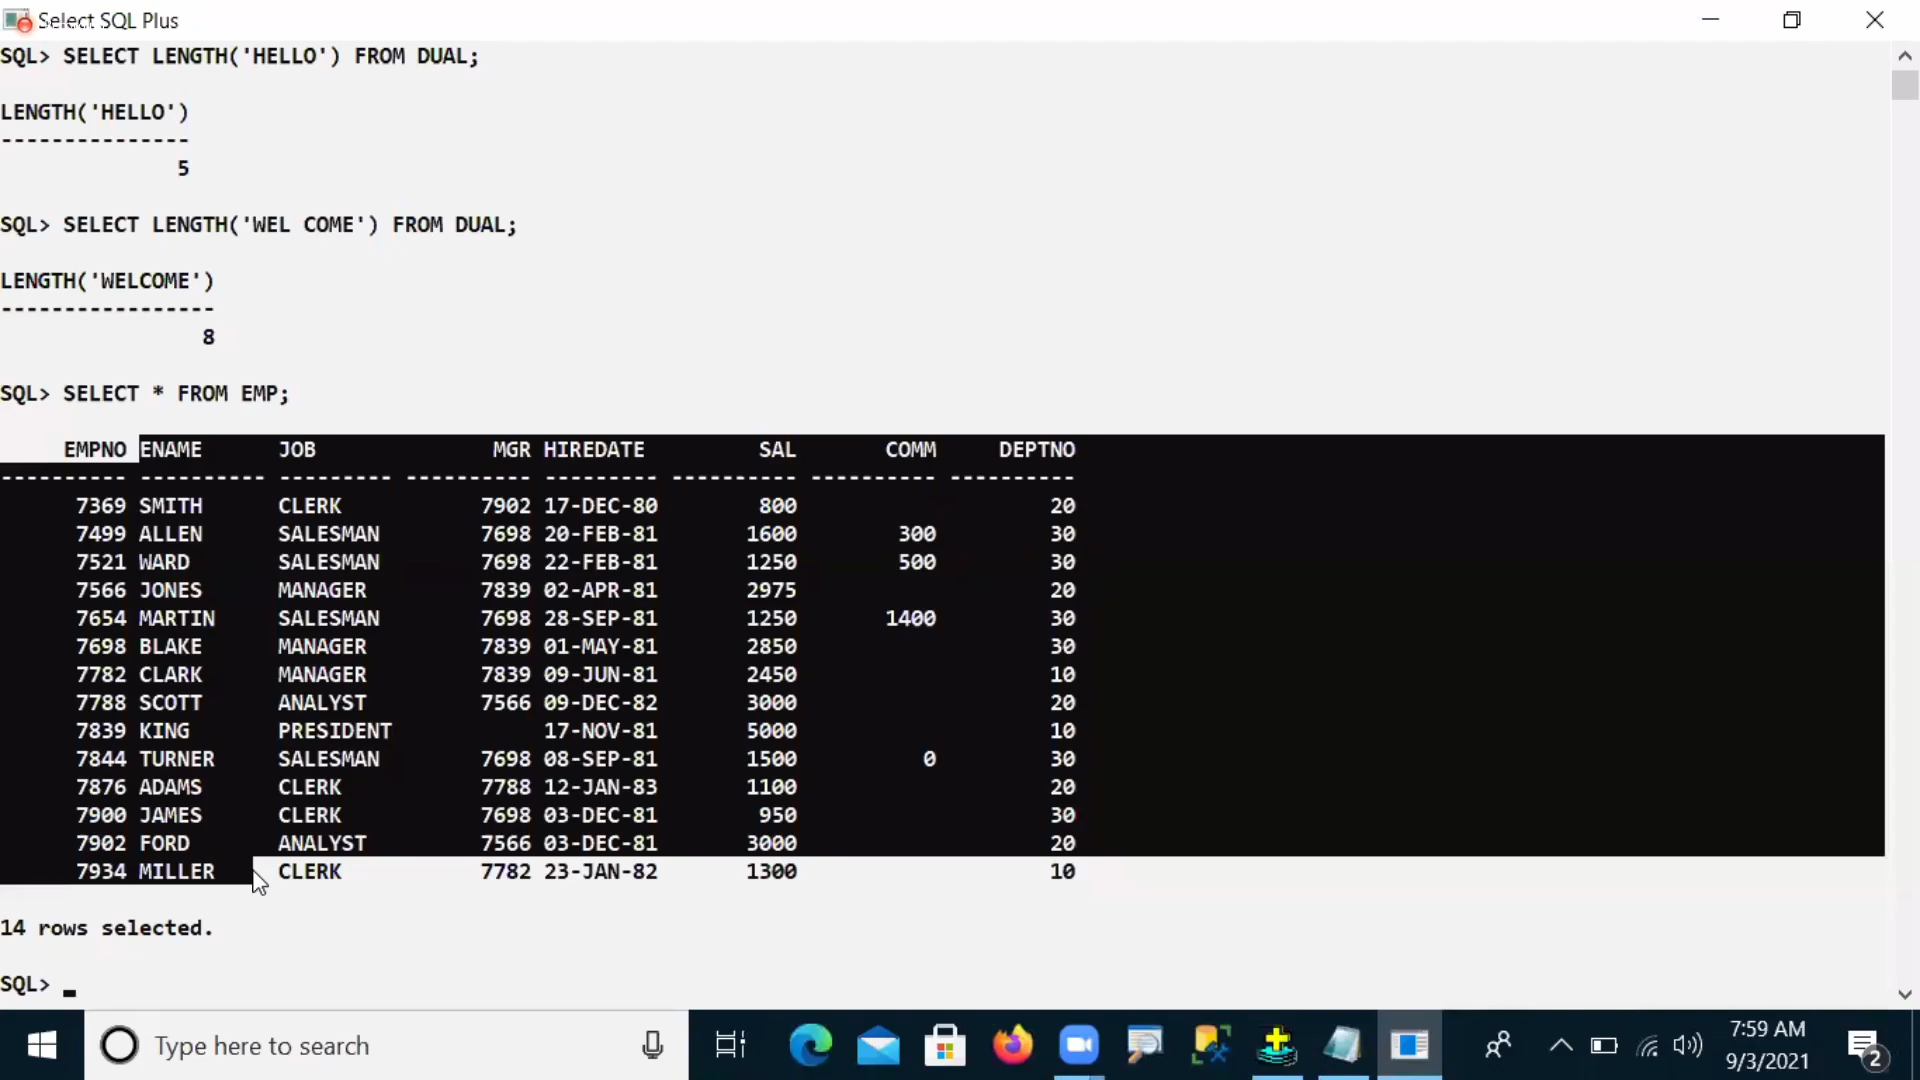 Select SQL Plus
SQL> SELECT LENGTH('HELLO') FROM DUAL;
LENGTH('HELLO')
---------------
5
SQL> SELECT LENGTH('WEL COME') FROM DUAL;
LENGTH('WELCOME')
-----------------
8
SQL> SELECT * FROM EMP;
EMPNO ENAME JOB MGR HIREDATE SAL COMM DEPTNO
---------- ---------- --------- ---------- --------- ---------- ---------- ----------
7369 SMITH CLERK 7902 17-DEC-80 800 20
7499 ALLEN SALESMAN 7698 20-FEB-81 1600 300 30
7521 WARD SALESMAN 7698 22-FEB-81 1250 500 30
7566 JONES MANAGER 7839 02-APR-81 2975 20
7654 MARTIN SALESMAN 7698 28-SEP-81 1250 1400 30
7698 BLAKE MANAGER 7839 01-MAY-81 2850 30
7782 CLARK MANAGER 7839 09-JUN-81 2450 10
7788 SCOTT ANALYST 7566 09-DEC-82 3000 20
7839 KING PRESIDENT 17-NOV-81 5000 10
7844 TURNER SALESMAN 7698 08-SEP-81 1500 0 30
7876 ADAMS CLERK 7788 12-JAN-83 1100 20
7900 JAMES CLERK 7698 03-DEC-81 950 30
7902 FORD ANALYST 7566 03-DEC-81 3000 20
7934 MILLER CLERK 7782 23-JAN-82 1300 10
14 rows selected.
SQL> _
Type here to search
7:59 AM
9/3/2021
2